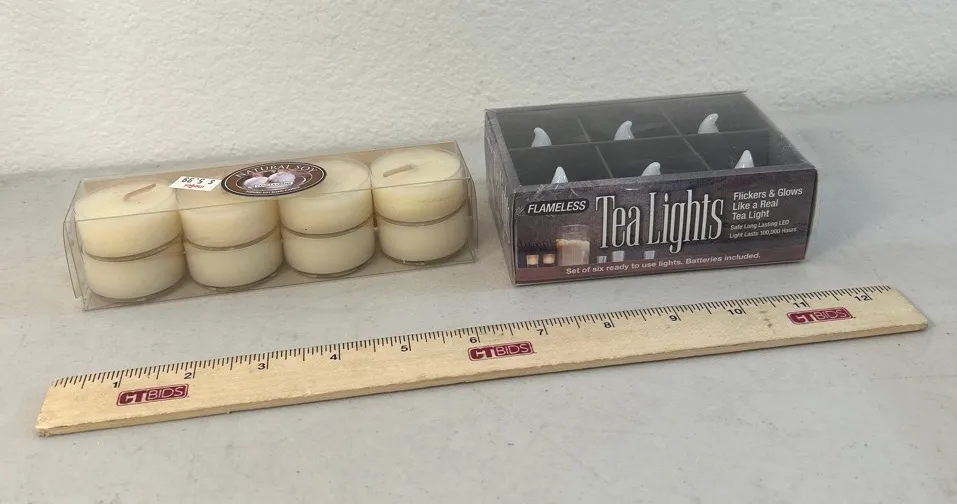 NATURAL SOY
$ 5.99
FLAMELESS
Tea Lights
Flickers & Glows
Like a Real
Tea Light
Safe Long Lasting LED
Light Lasts 100,000 Hours
Set of six ready to use lights. Batteries included.
1 2 3 4 5 6 7 8 9 10 11 12
CTBIDS
CTBIDS
CTBIDS